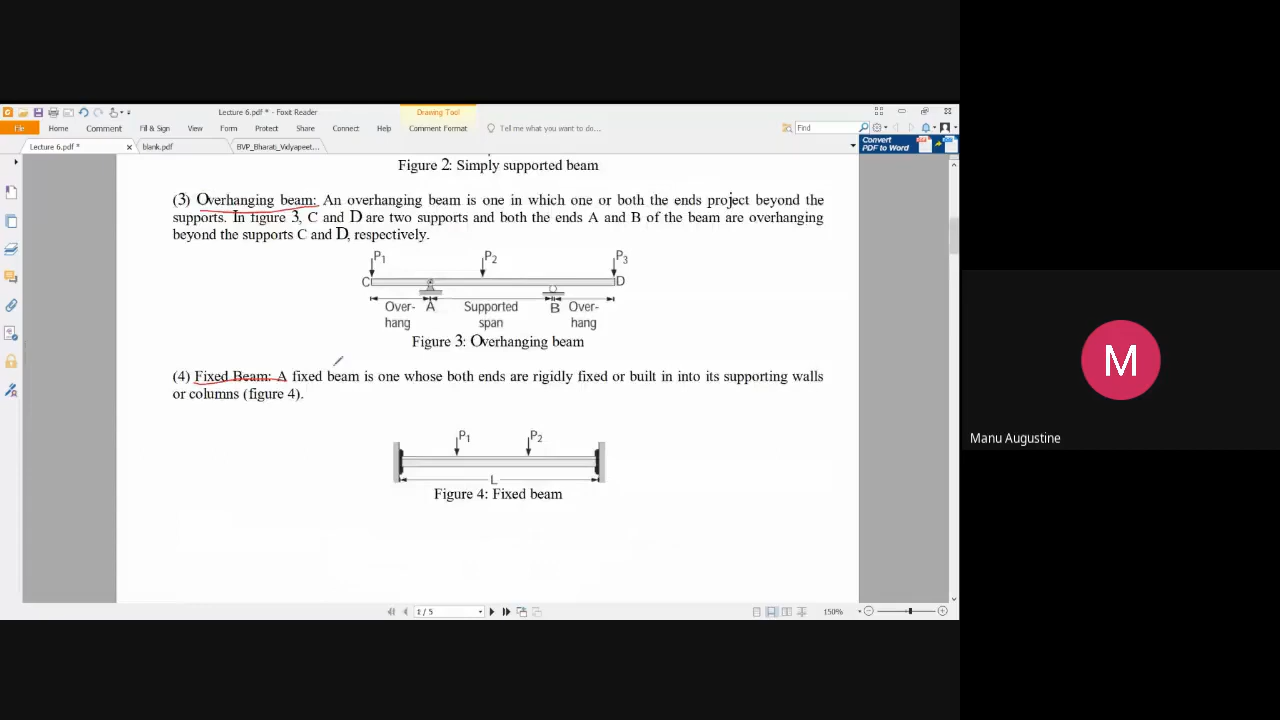 Lecture 6.pdf * - Foxit Reader
Drawing Tool
File Home Comment Fill & Sign View Form Protect Share Connect Help Comment Format Tell me what you want to do... Find
Lecture 6.pdf * blank.pdf BVP_Bharati_Vidyapeet... Convert
PDF to Word
Figure 2: Simply supported beam
(3) Overhanging beam: An overhanging beam is one in which one or both the ends project beyond the
supports. In figure 3, C and D are two supports and both the ends A and B of the beam are overhanging
beyond the supports C and D, respectively.
P1 P2 P3
C D
Over- A Supported B Over-
hang span hang
Figure 3: Overhanging beam
(4) Fixed Beam: A fixed beam is one whose both ends are rigidly fixed or built in into its supporting walls
or columns (figure 4).
P1 P2
L
Figure 4: Fixed beam
1 / 5 150%
M
Manu Augustine